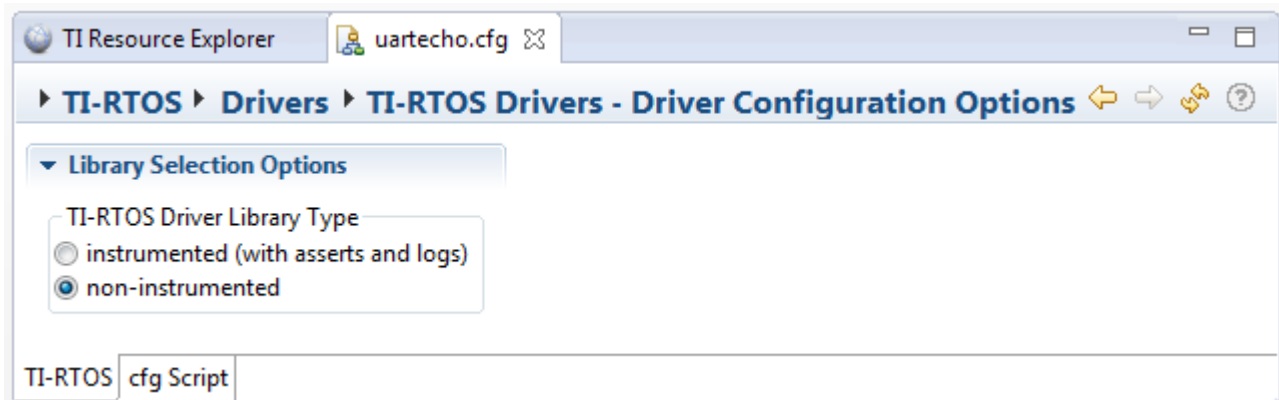 TI Resource Explorer uartecho.cfg
TI-RTOS Drivers TI-RTOS Drivers - Driver Configuration Options
Library Selection Options
TI-RTOS Driver Library Type
instrumented (with asserts and logs)
non-instrumented
TI-RTOS cfg Script